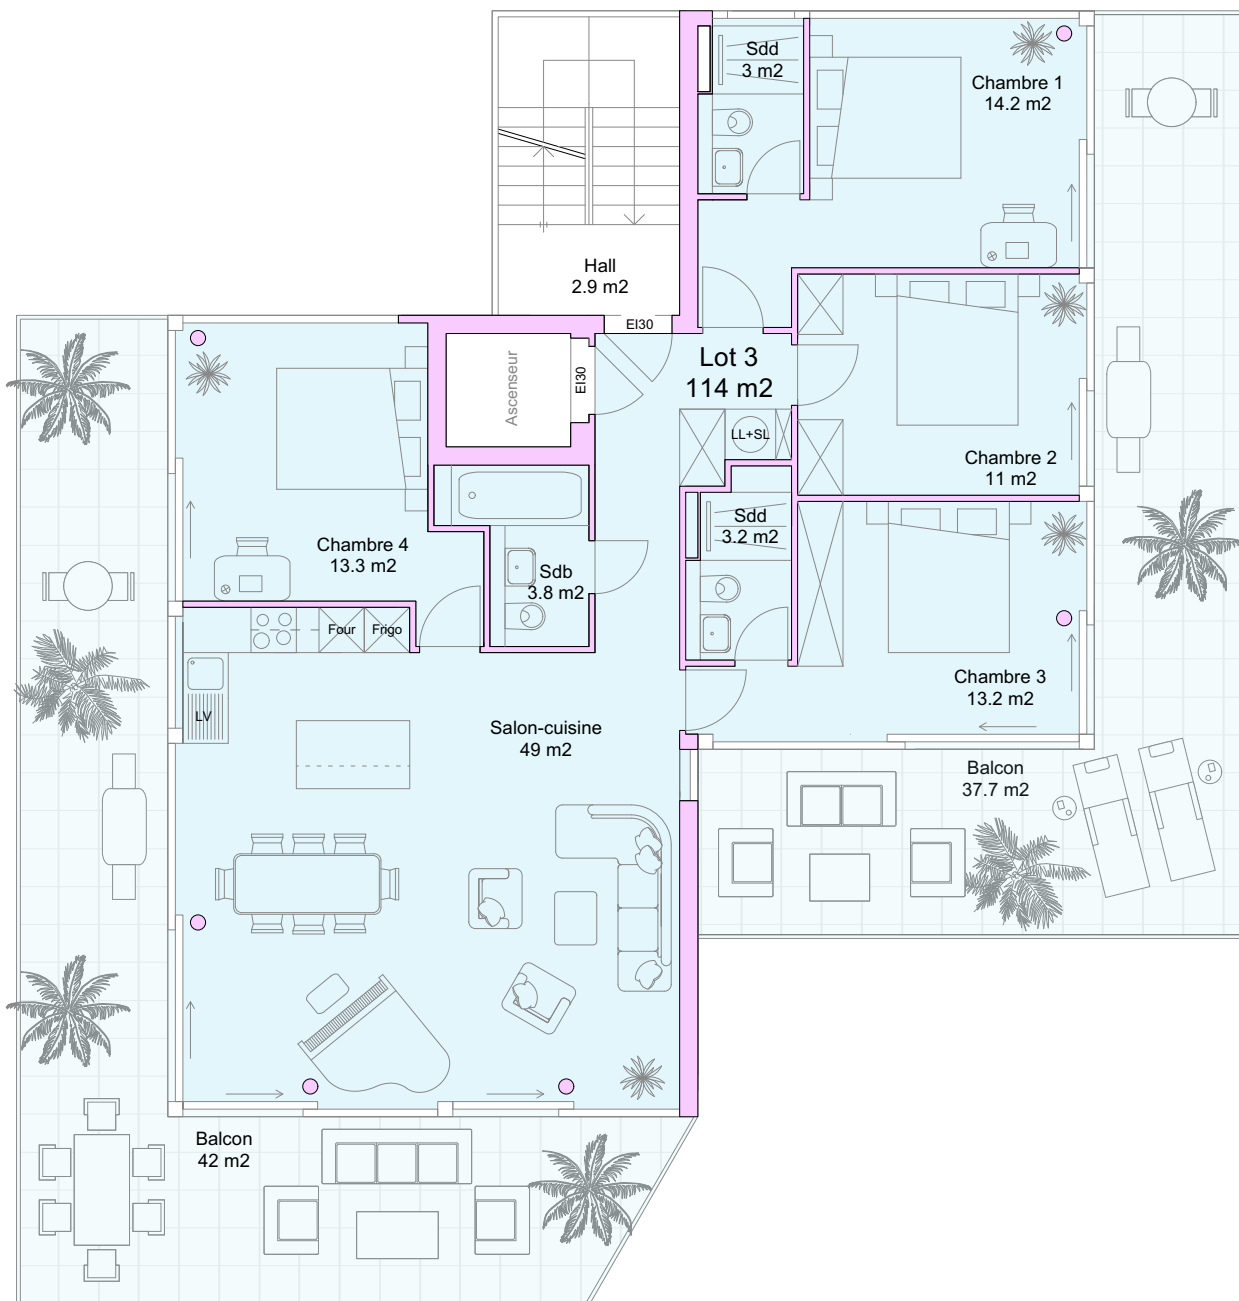 Sdd
3 m2
Chambre 1
14.2 m2
Hall
2.9 m2
EI30
Lot 3
114 m2
Ascenseur
EI30
LL+SL
Chambre 2
11 m2
Sdd
3.2 m2
Chambre 4
13.3 m2
Sdb
3.8 m2
Four
Frigo
Chambre 3
13.2 m2
LV
Salon-cuisine
49 m2
Balcon
37.7 m2
Balcon
42 m2